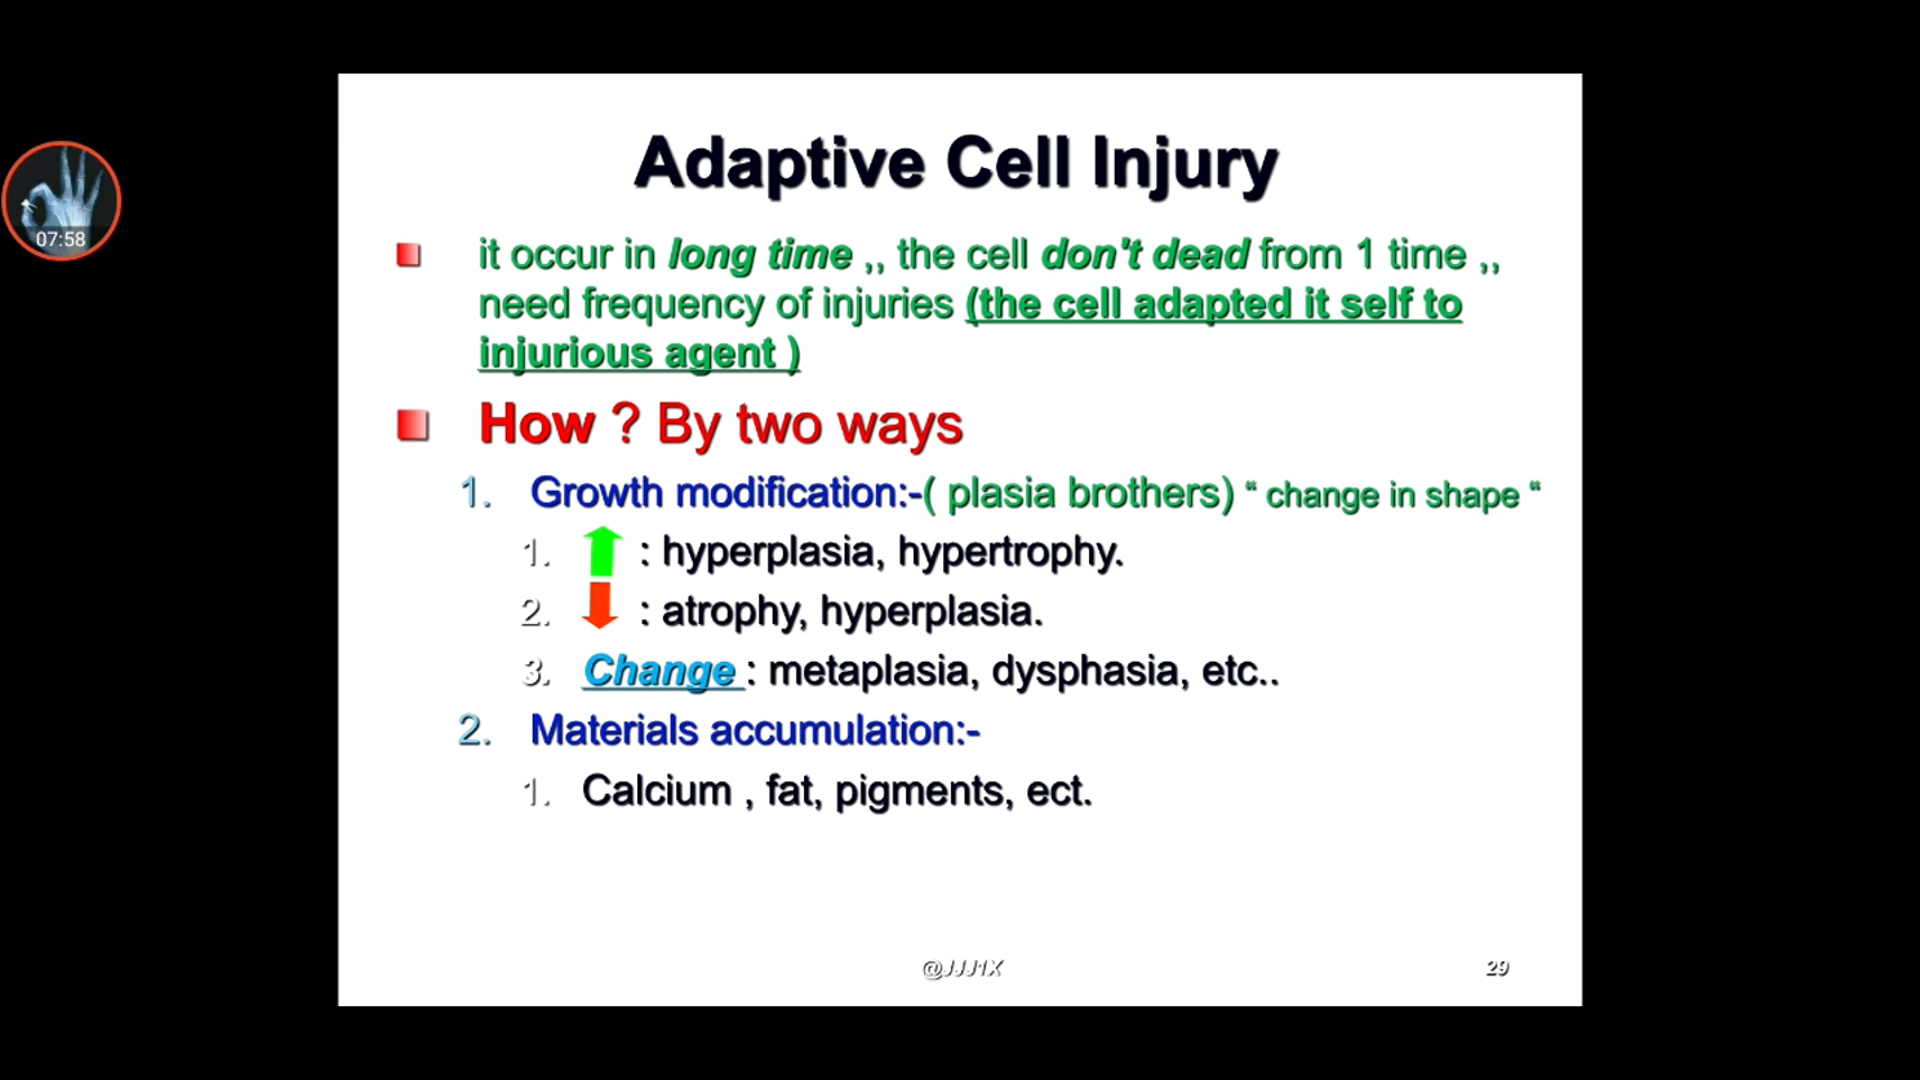 Adaptive Cell Injury
it occur in long time ,, the cell don't dead from 1 time ,,
need frequency of injuries (the cell adapted it self to
injurious agent )
How ? By two ways
1. Growth modification:-( plasia brothers) “ change in shape “
1. : hyperplasia, hypertrophy.
2. : atrophy, hyperplasia.
3. Change : metaplasia, dysphasia, etc..
2. Materials accumulation:-
1. Calcium , fat, pigments, ect.
@JJJ1X
29
07:58